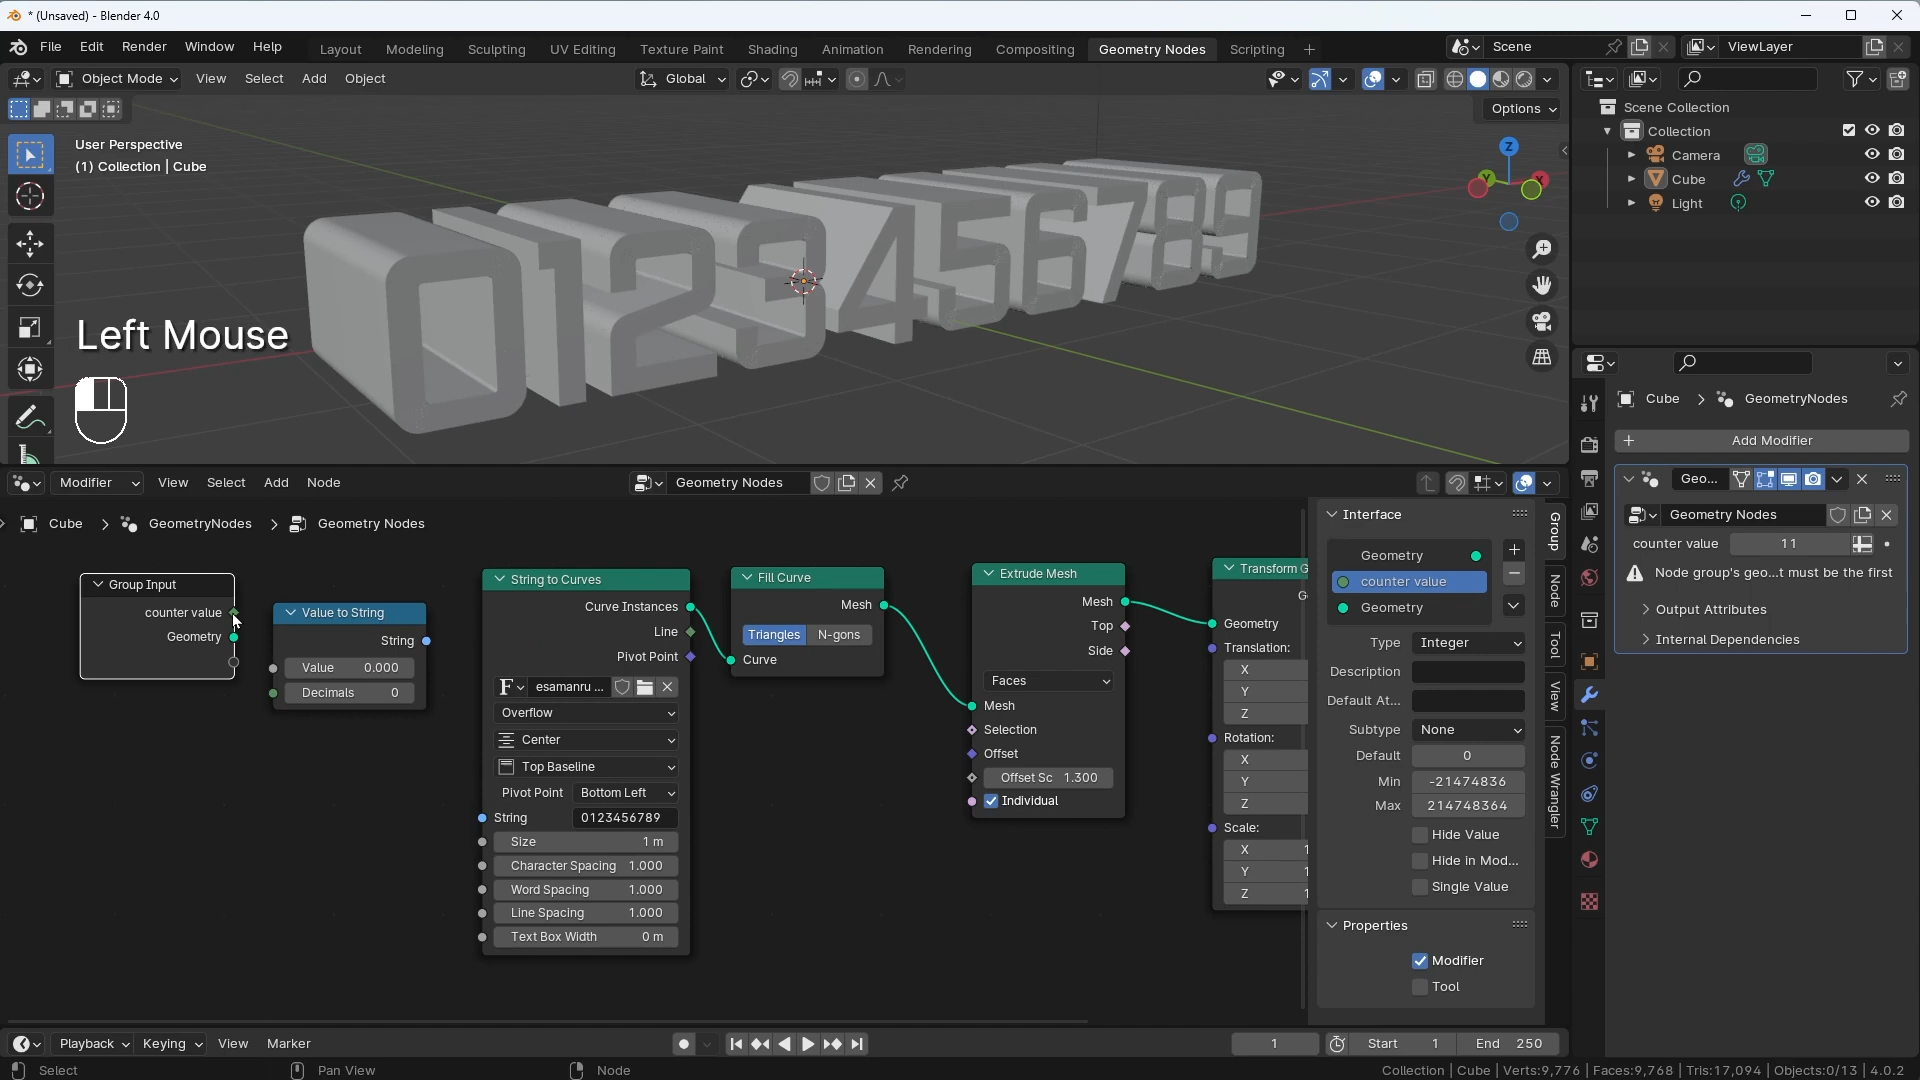 * (Unsaved) - Blender 4.0
File Edit Render Window Help Layout Modeling Sculpting UV Editing Texture Paint Shading Animation Rendering Compositing Geometry Nodes Scripting + Scene ViewLayer
Object Mode View Select Add Object Global
Options
User Perspective
(1) Collection | Cube
Left Mouse
0123456789
Z
Y
X
Scene Collection
Collection
Camera
Cube
Light
Cube > GeometryNodes
+ Add Modifier
Geo...
Geometry Nodes
counter value 11
Node group's geo...t must be the first
Output Attributes
Internal Dependencies
Modifier View Select Add Node Geometry Nodes
Cube > GeometryNodes > Geometry Nodes
Group Input
counter value
Geometry
Value to String
String
Value 0.000
Decimals 0
String to Curves
Curve Instances
Line
Pivot Point
F esamanru ...
Overflow
Center
Top Baseline
Pivot Point Bottom Left
String 0123456789
Size 1 m
Character Spacing 1.000
Word Spacing 1.000
Line Spacing 1.000
Text Box Width 0 m
Fill Curve
Mesh
Triangles N-gons
Curve
Extrude Mesh
Mesh
Top
Side
Faces
Mesh
Selection
Offset
Offset Sc 1.300
Individual
Transform G
G
Geometry
Translation:
X
Y
Z
Rotation:
X
Y
Z
Scale:
X 1
Y 1
Z 1
Interface
Geometry
counter value
Geometry
Type Integer
Description
Default At...
Subtype None
Default 0
Min -21474836
Max 214748364
Hide Value
Hide in Mod...
Single Value
Properties
Modifier
Tool
Group
Node
Tool
View
Node Wrangler
Playback Keying View Marker 1 Start 1 End 250
Select Pan View Node Collection | Cube | Verts:9,776 | Faces:9,768 | Tris:17,094 | Objects:0/13 | 4.0.2